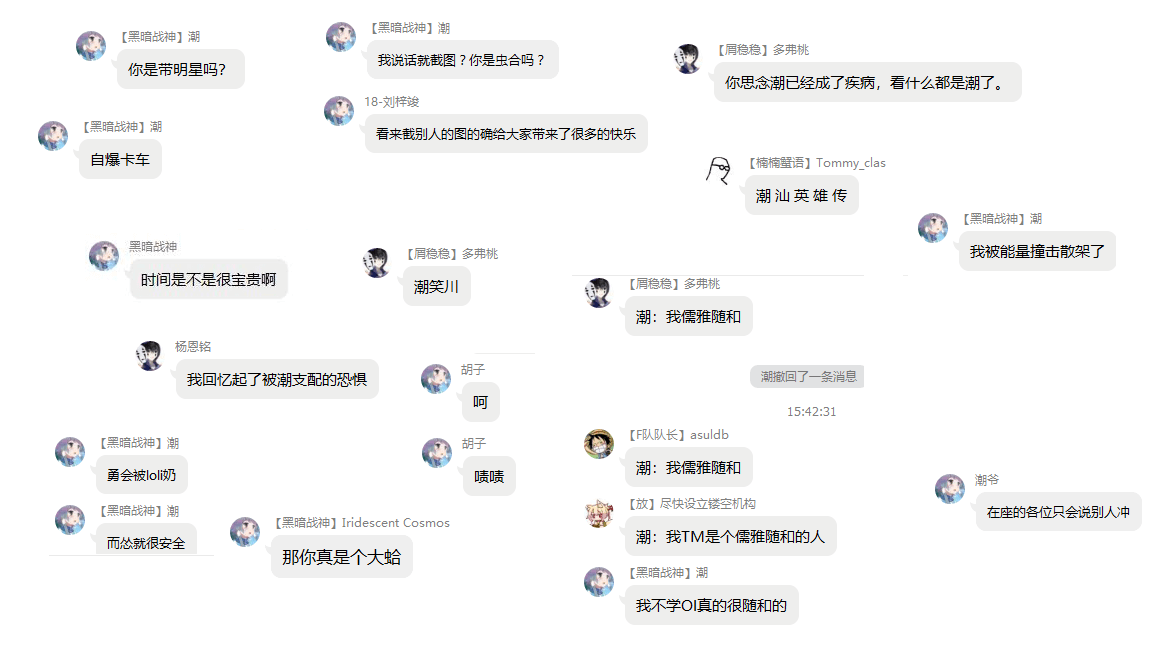 【黑暗战神】潮
你是带明星吗？
【黑暗战神】潮
自爆卡车
【黑暗战神】潮
我说话就截图？你是虫合吗？
18-刘梓竣
看来截别人的图的确给大家带来了很多的快乐
【屑稳稳】多弗桃
你思念潮已经成了疾病，看什么都是潮了。
【楠楠蟹语】Tommy_clas
潮 汕 英 雄 传
【黑暗战神】潮
我被能量撞击散架了
黑暗战神
时间是不是很宝贵啊
【屑稳稳】多弗桃
潮笑川
【屑稳稳】多弗桃
潮：我儒雅随和
杨恩铭
我回忆起了被潮支配的恐惧
胡子
呵
胡子
啧啧
潮撤回了一条消息
15:42:31
【F队队长】asuldb
潮：我儒雅随和
【放】尽快设立镂空机构
潮：我TM是个儒雅随和的人
【黑暗战神】潮
我不学OI真的很随和的
【黑暗战神】潮
勇会被loli奶
【黑暗战神】潮
而怂就很安全
【黑暗战神】Iridescent Cosmos
那你真是个大蛤
潮爷
在座的各位只会说别人冲